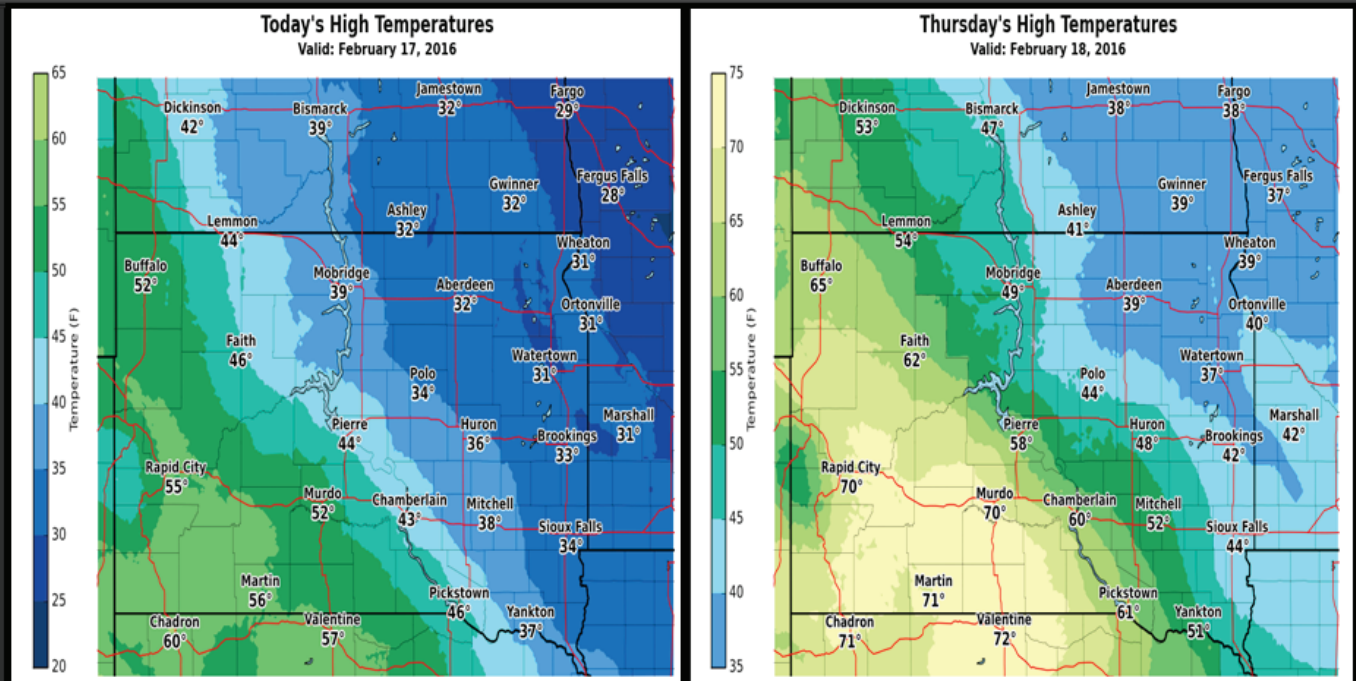 Today's High Temperatures
Valid: February 17, 2016
65
60
55
50
45
40
35
30
25
20
Temperature (F)
Dickinson
42°
Bismarck
39°
Jamestown
32°
Fargo
29°
Gwinner
32°
Fergus Falls
28°
Lemmon
44°
Ashley
32°
Wheaton
31°
Buffalo
52°
Mobridge
39°
Aberdeen
32°
Ortonville
31°
Faith
46°
Watertown
31°
Polo
34°
Pierre
44°
Huron
36°
Brookings
33°
Marshall
31°
Rapid City
55°
Murdo
52°
Chamberlain
43°
Mitchell
38°
Sioux Falls
34°
Martin
56°
Pickstown
46°
Yankton
37°
Chadron
60°
Valentine
57°
Thursday's High Temperatures
Valid: February 18, 2016
75
70
65
60
55
50
45
40
35
Temperature (F)
Dickinson
53°
Bismarck
47°
Jamestown
38°
Fargo
38°
Gwinner
39°
Fergus Falls
37°
Lemmon
54°
Ashley
41°
Wheaton
39°
Buffalo
65°
Mobridge
49°
Aberdeen
39°
Ortonville
40°
Faith
62°
Watertown
37°
Polo
44°
Pierre
58°
Huron
48°
Brookings
42°
Marshall
42°
Rapid City
70°
Murdo
70°
Chamberlain
60°
Mitchell
52°
Sioux Falls
44°
Martin
71°
Pickstown
61°
Yankton
51°
Chadron
71°
Valentine
72°